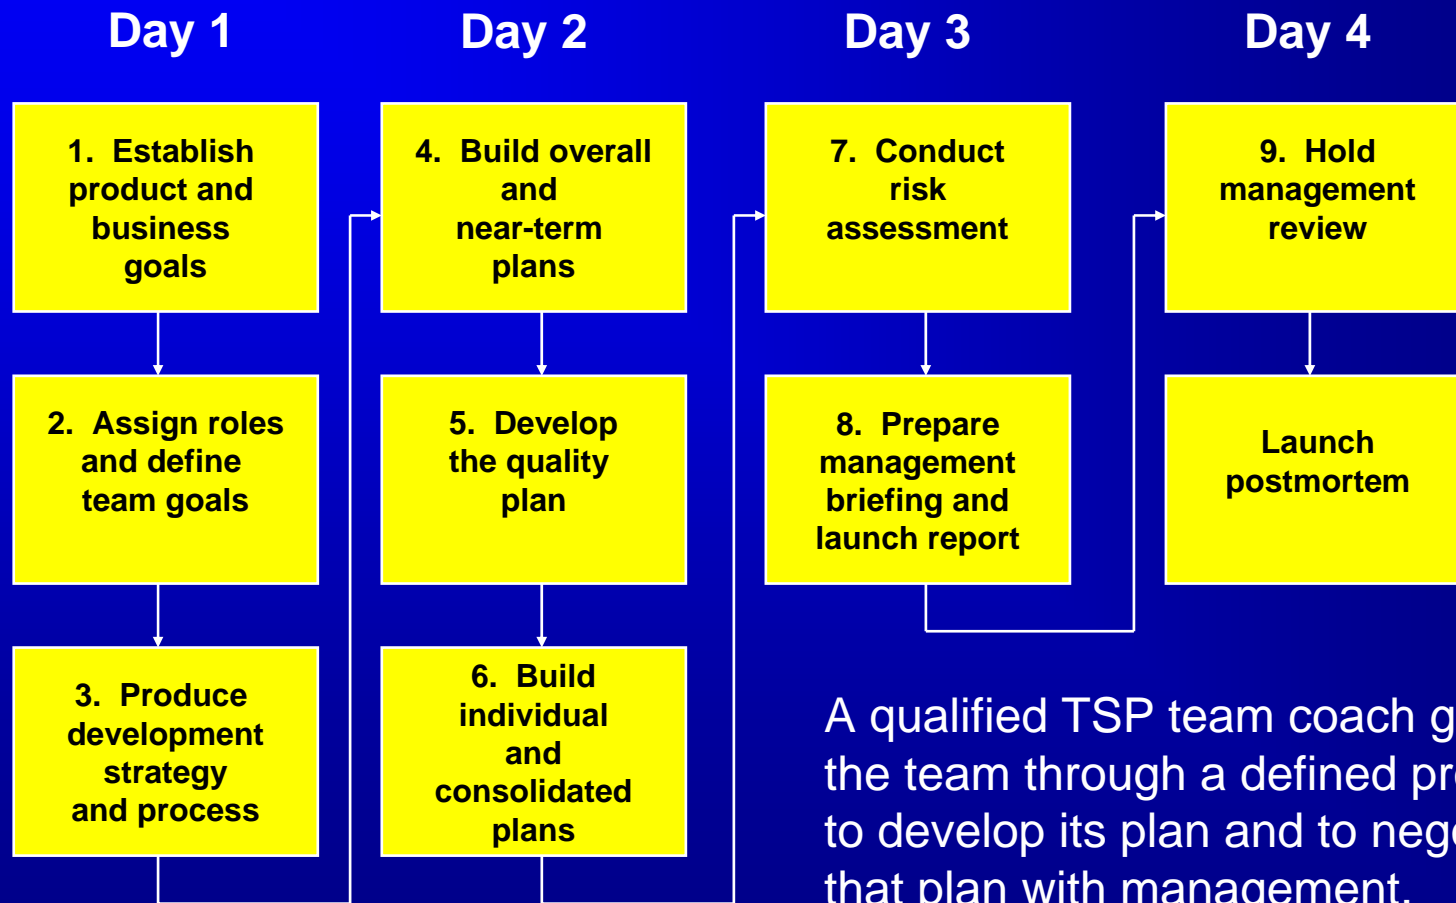 Day 1
Day 2
Day 3
Day 4
1. Establish
product and
business
goals
2. Assign roles
and define
team goals
3. Produce
development
strategy
and process
4. Build overall
and
near-term
plans
5. Develop
the quality
plan
6. Build
individual
and
consolidated
plans
7. Conduct
risk
assessment
8. Prepare
management
briefing and
launch report
9. Hold
management
review
Launch
postmortem
A qualified TSP team coach
the team through a defined
to develop its plan and to
that plan with management.